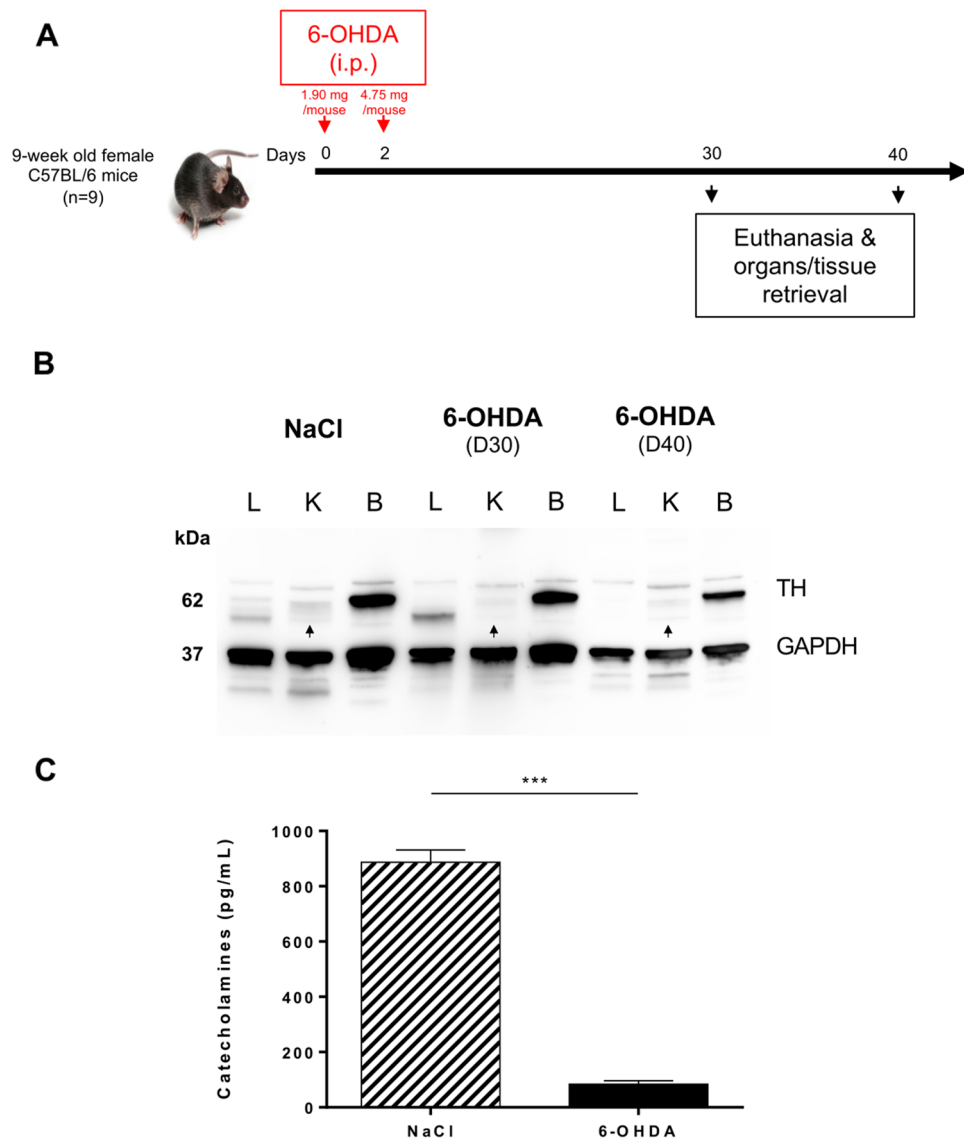 A
6-OHDA
(i.p.)
1.90 mg
/mouse
4.75 mg
/mouse
9-week old female
C57BL/6 mice
(n=9)
Days
0
2
30
40
Euthanasia &
organs/tissue
retrieval
B
NaCl
6-OHDA
(D30)
6-OHDA
(D40)
L K B L K B L K B
kDa
62
TH
37
GAPDH
C
***
Catecholamines (pg/mL)
1000
800
600
400
200
0
NaCl
6-OHDA